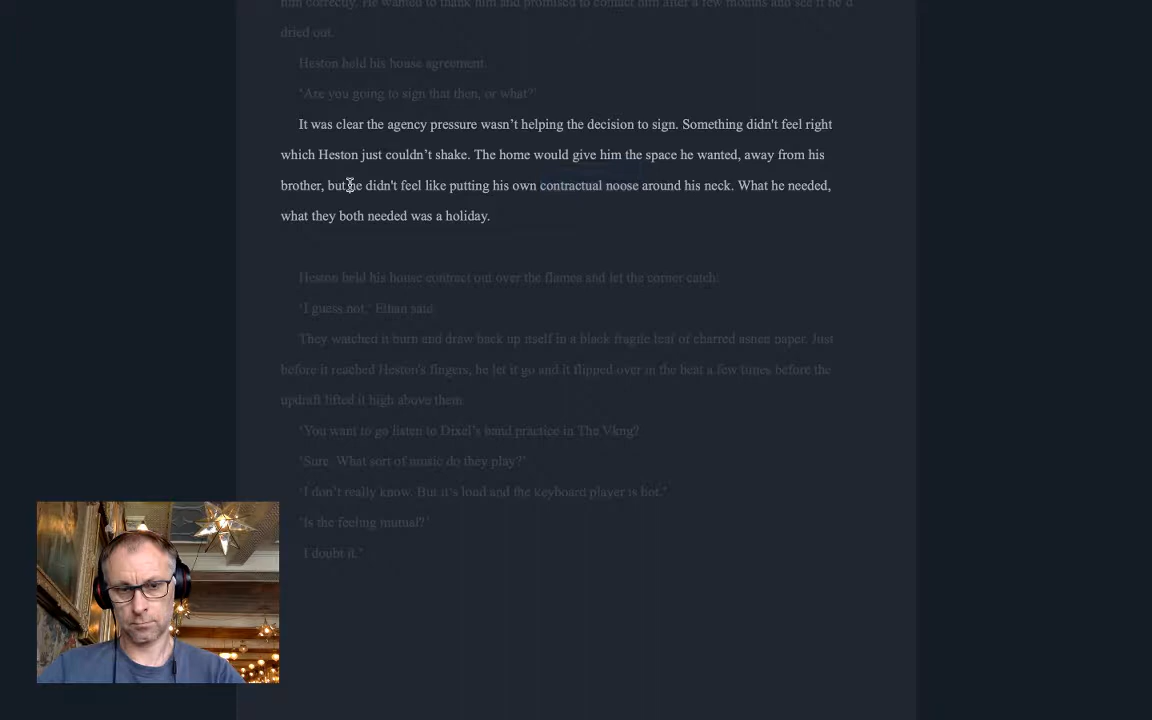 him correctly. He wanted to thank him and promised to contact him after a few months and see if he'd
dried out.
Heston held his house agreement.
‘Are you going to sign that then, or what?’
It was clear the agency pressure wasn’t helping the decision to sign. Something didn't feel right
which Heston just couldn’t shake. The home would give him the space he wanted, away from his
brother, but he didn't feel like putting his own contractual noose around his neck. What he needed,
what they both needed was a holiday.
Heston held his house contract out over the flames and let the corner catch.
‘I guess not,’ Ethan said.
They watched it burn and draw back up itself in a black fragile leaf of charred ashen paper. Just
before it reached Heston's fingers, he let it go and it flipped over in the heat a few times before the
updraft lifted it high above them.
‘You want to go listen to Dixel’s band practice in The Vkng?
‘Sure. What sort of music do they play?’
‘I don’t really know. But it’s loud and the keyboard player is hot.’
‘Is the feeling mutual?’
I doubt it.”